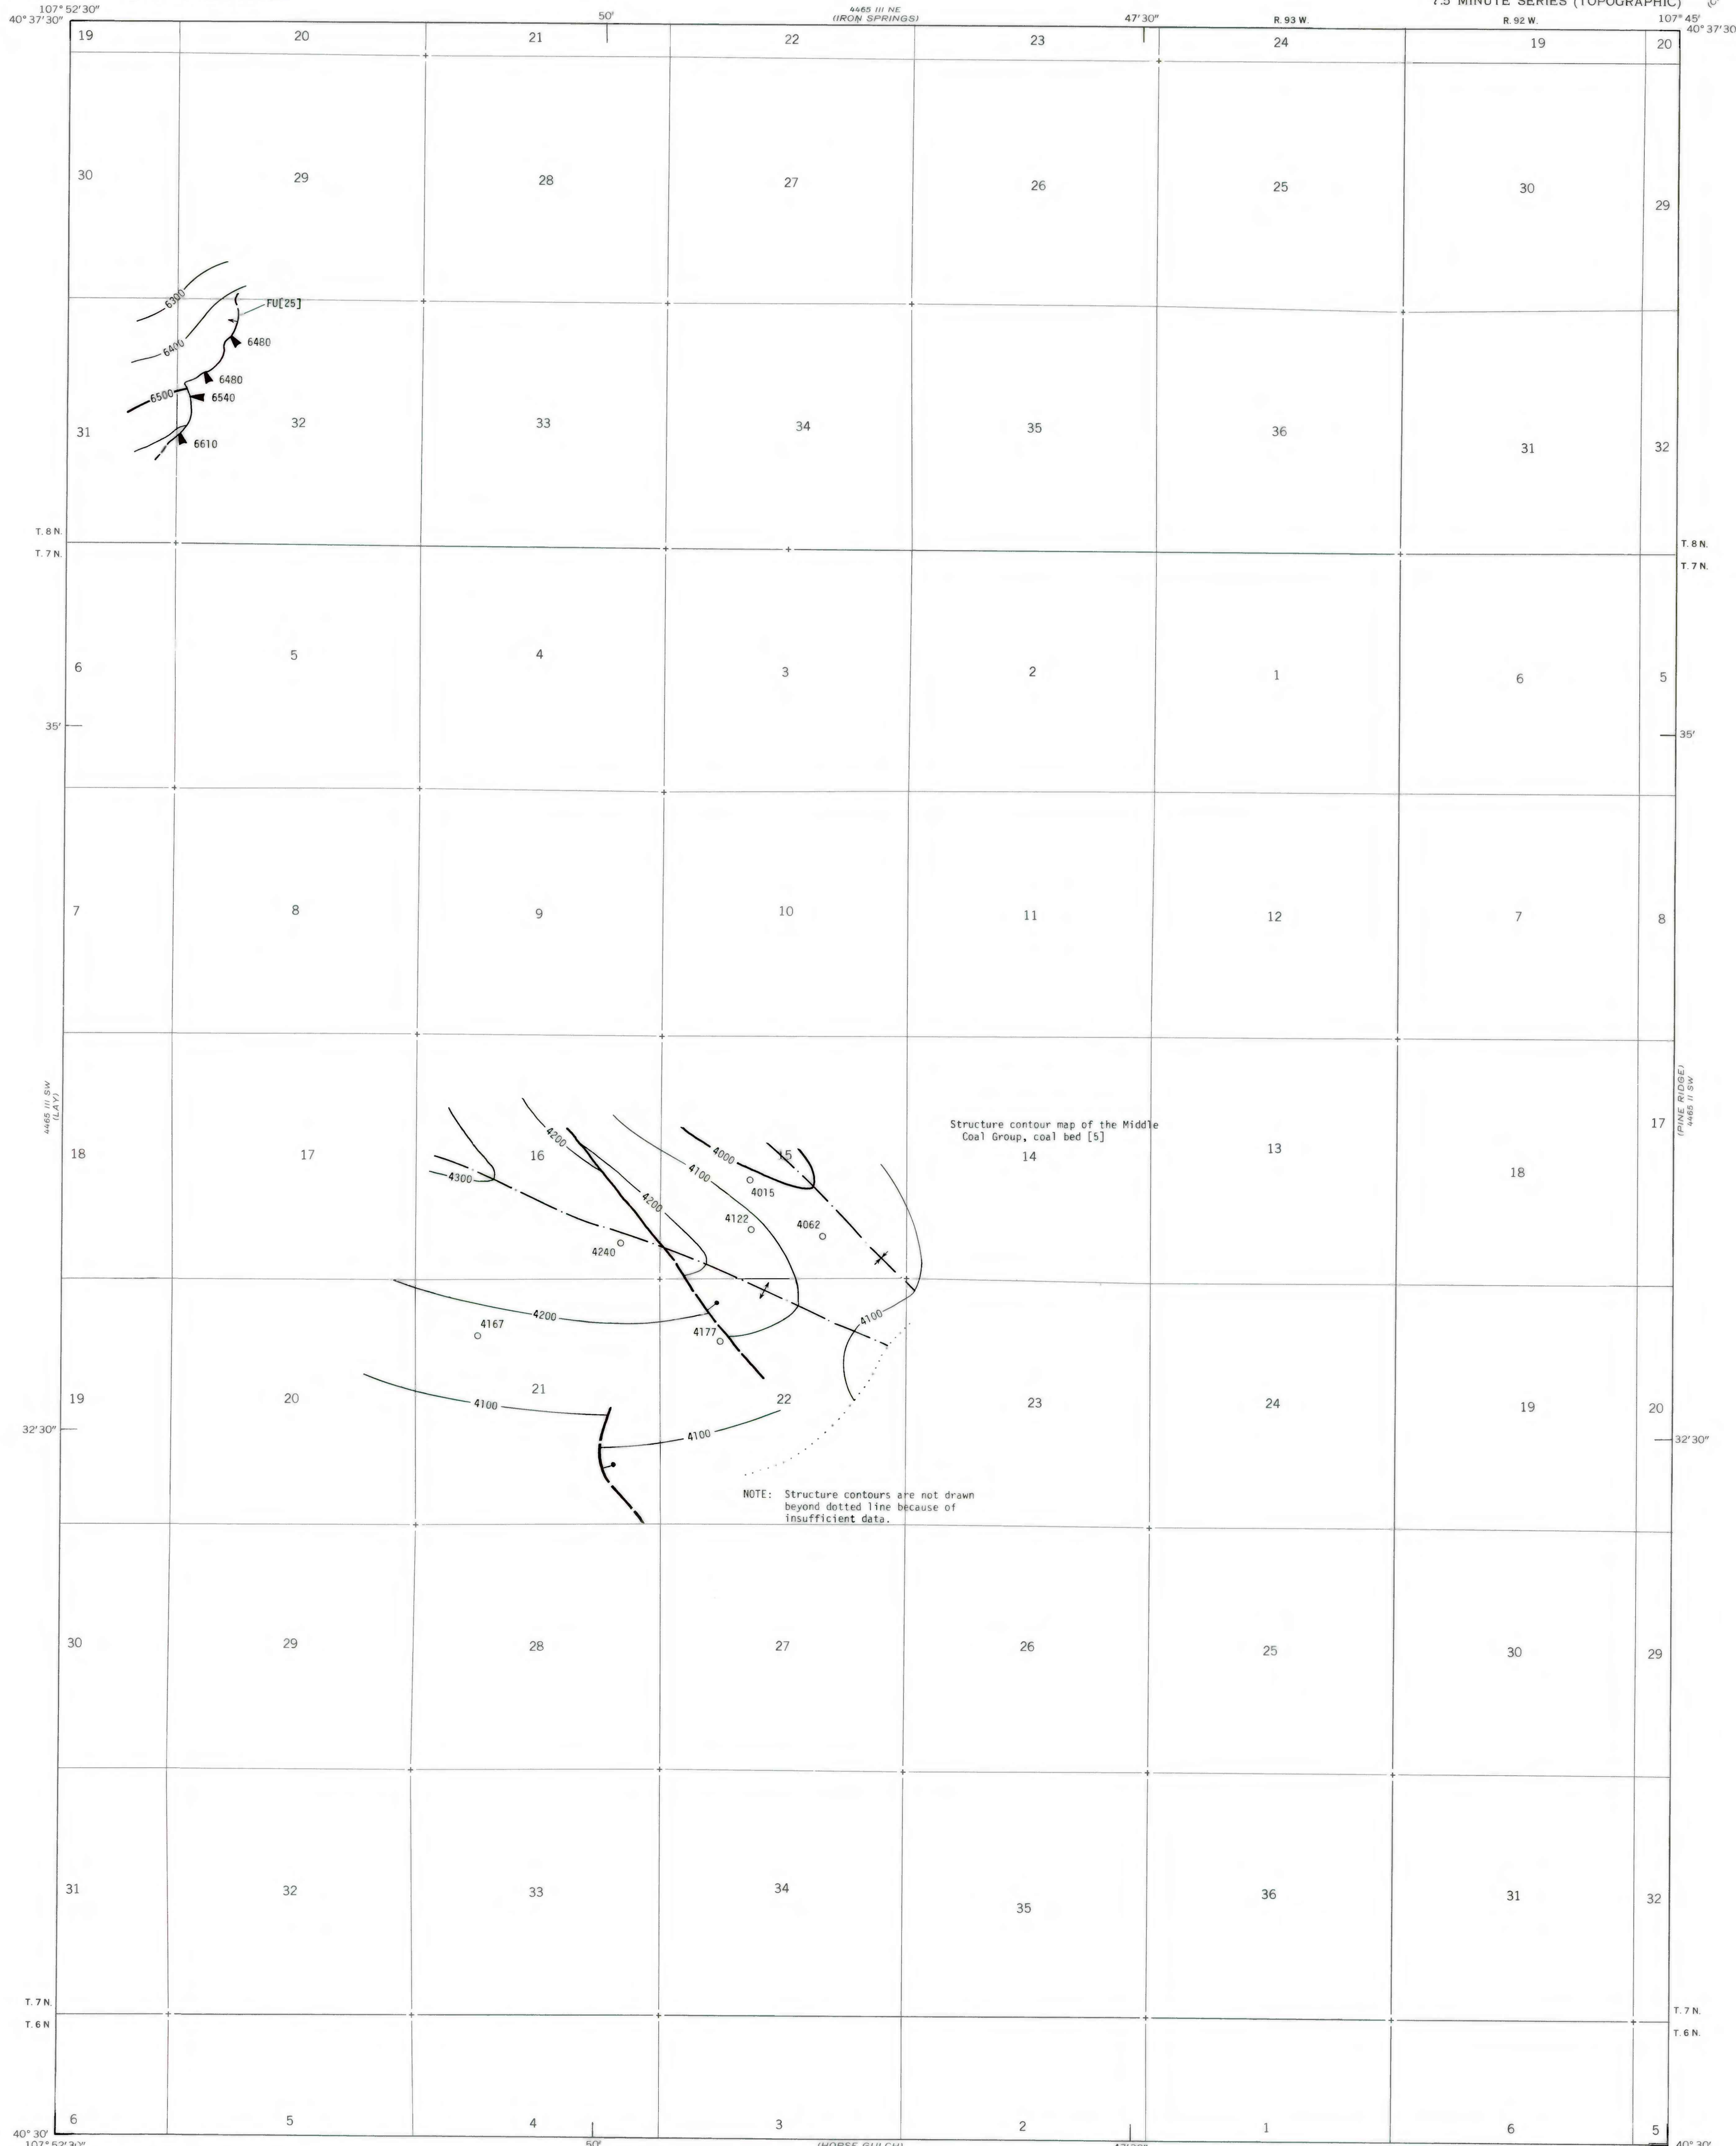 7.5 MINUTE SERIES (TOPOGRAPHIC)
107° 52' 30" 50' 4465 III NE 47'30" R. 93 W. R. 92 W. 107° 45'
40° 37' 30" (IRON SPRINGS) 40° 37' 30
19 20 21 22 23 24 19 20
30 29 28 27 26 25 30 29
6300
FU[25]
6400
6480
6480
6500
6540
6610
31 32 33 34 35 36 31 32
T. 8 N. T. 8 N.
T. 7 N. T. 7 N.
6 5 4 3 2 1 6 5
35' 35'
7 8 9 10 11 12 7 8
4465 III SW
(LAY)
(PINE RIDGE)
4465 II SW
Structure contour map of the Middle
Coal Group, coal bed [5]
18 17 16 15 14 13 18 17
4200
4000
4100
4300
4015
4200
4122
4062
4240
4200
4100
4167
4177
19 20 21 22 23 24 19 20
4100
4100
32'30" 32'30"
NOTE: Structure contours are not drawn
beyond dotted line because of
insufficient data.
30 29 28 27 26 25 30 29
31 32 33 34 35 36 31 32
T. 7 N. T. 7 N.
T. 6 N T. 6 N.
6 5 4 3 2 1 6 5
40° 30' 40° 30'
107° 52' 30" 50' (HORSE GULCH) 47'30"